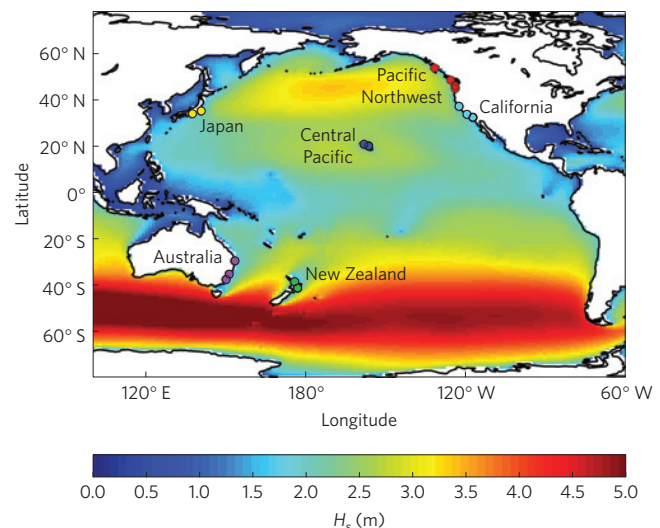 60° N
40° N
20° N
0°
20° S
40° S
60° S
Latitude
Pacific
Northwest
California
Japan
Central
Pacific
Australia
New Zealand
120° E
180°
120° W
60° W
Longitude
0.0 0.5 1.0 1.5 2.0 2.5 3.0 3.5 4.0 4.5 5.0
Hs (m)